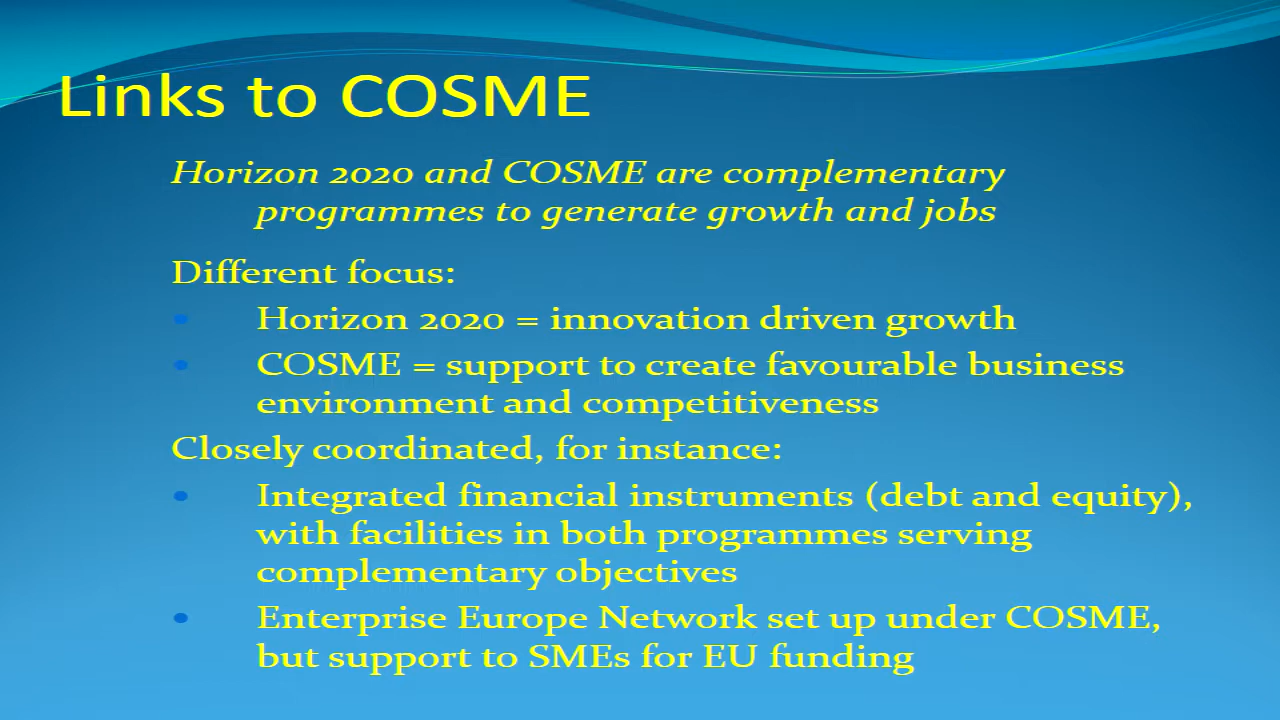 Links to COSME
Horizon 2020 and COSME are complementary
programmes to generate growth and jobs
Different focus:
• Horizon 2020 = innovation driven growth
• COSME = support to create favourable business
environment and competitiveness
Closely coordinated, for instance:
• Integrated financial instruments (debt and equity),
with facilities in both programmes serving
complementary objectives
• Enterprise Europe Network set up under COSME,
but support to SMEs for EU funding